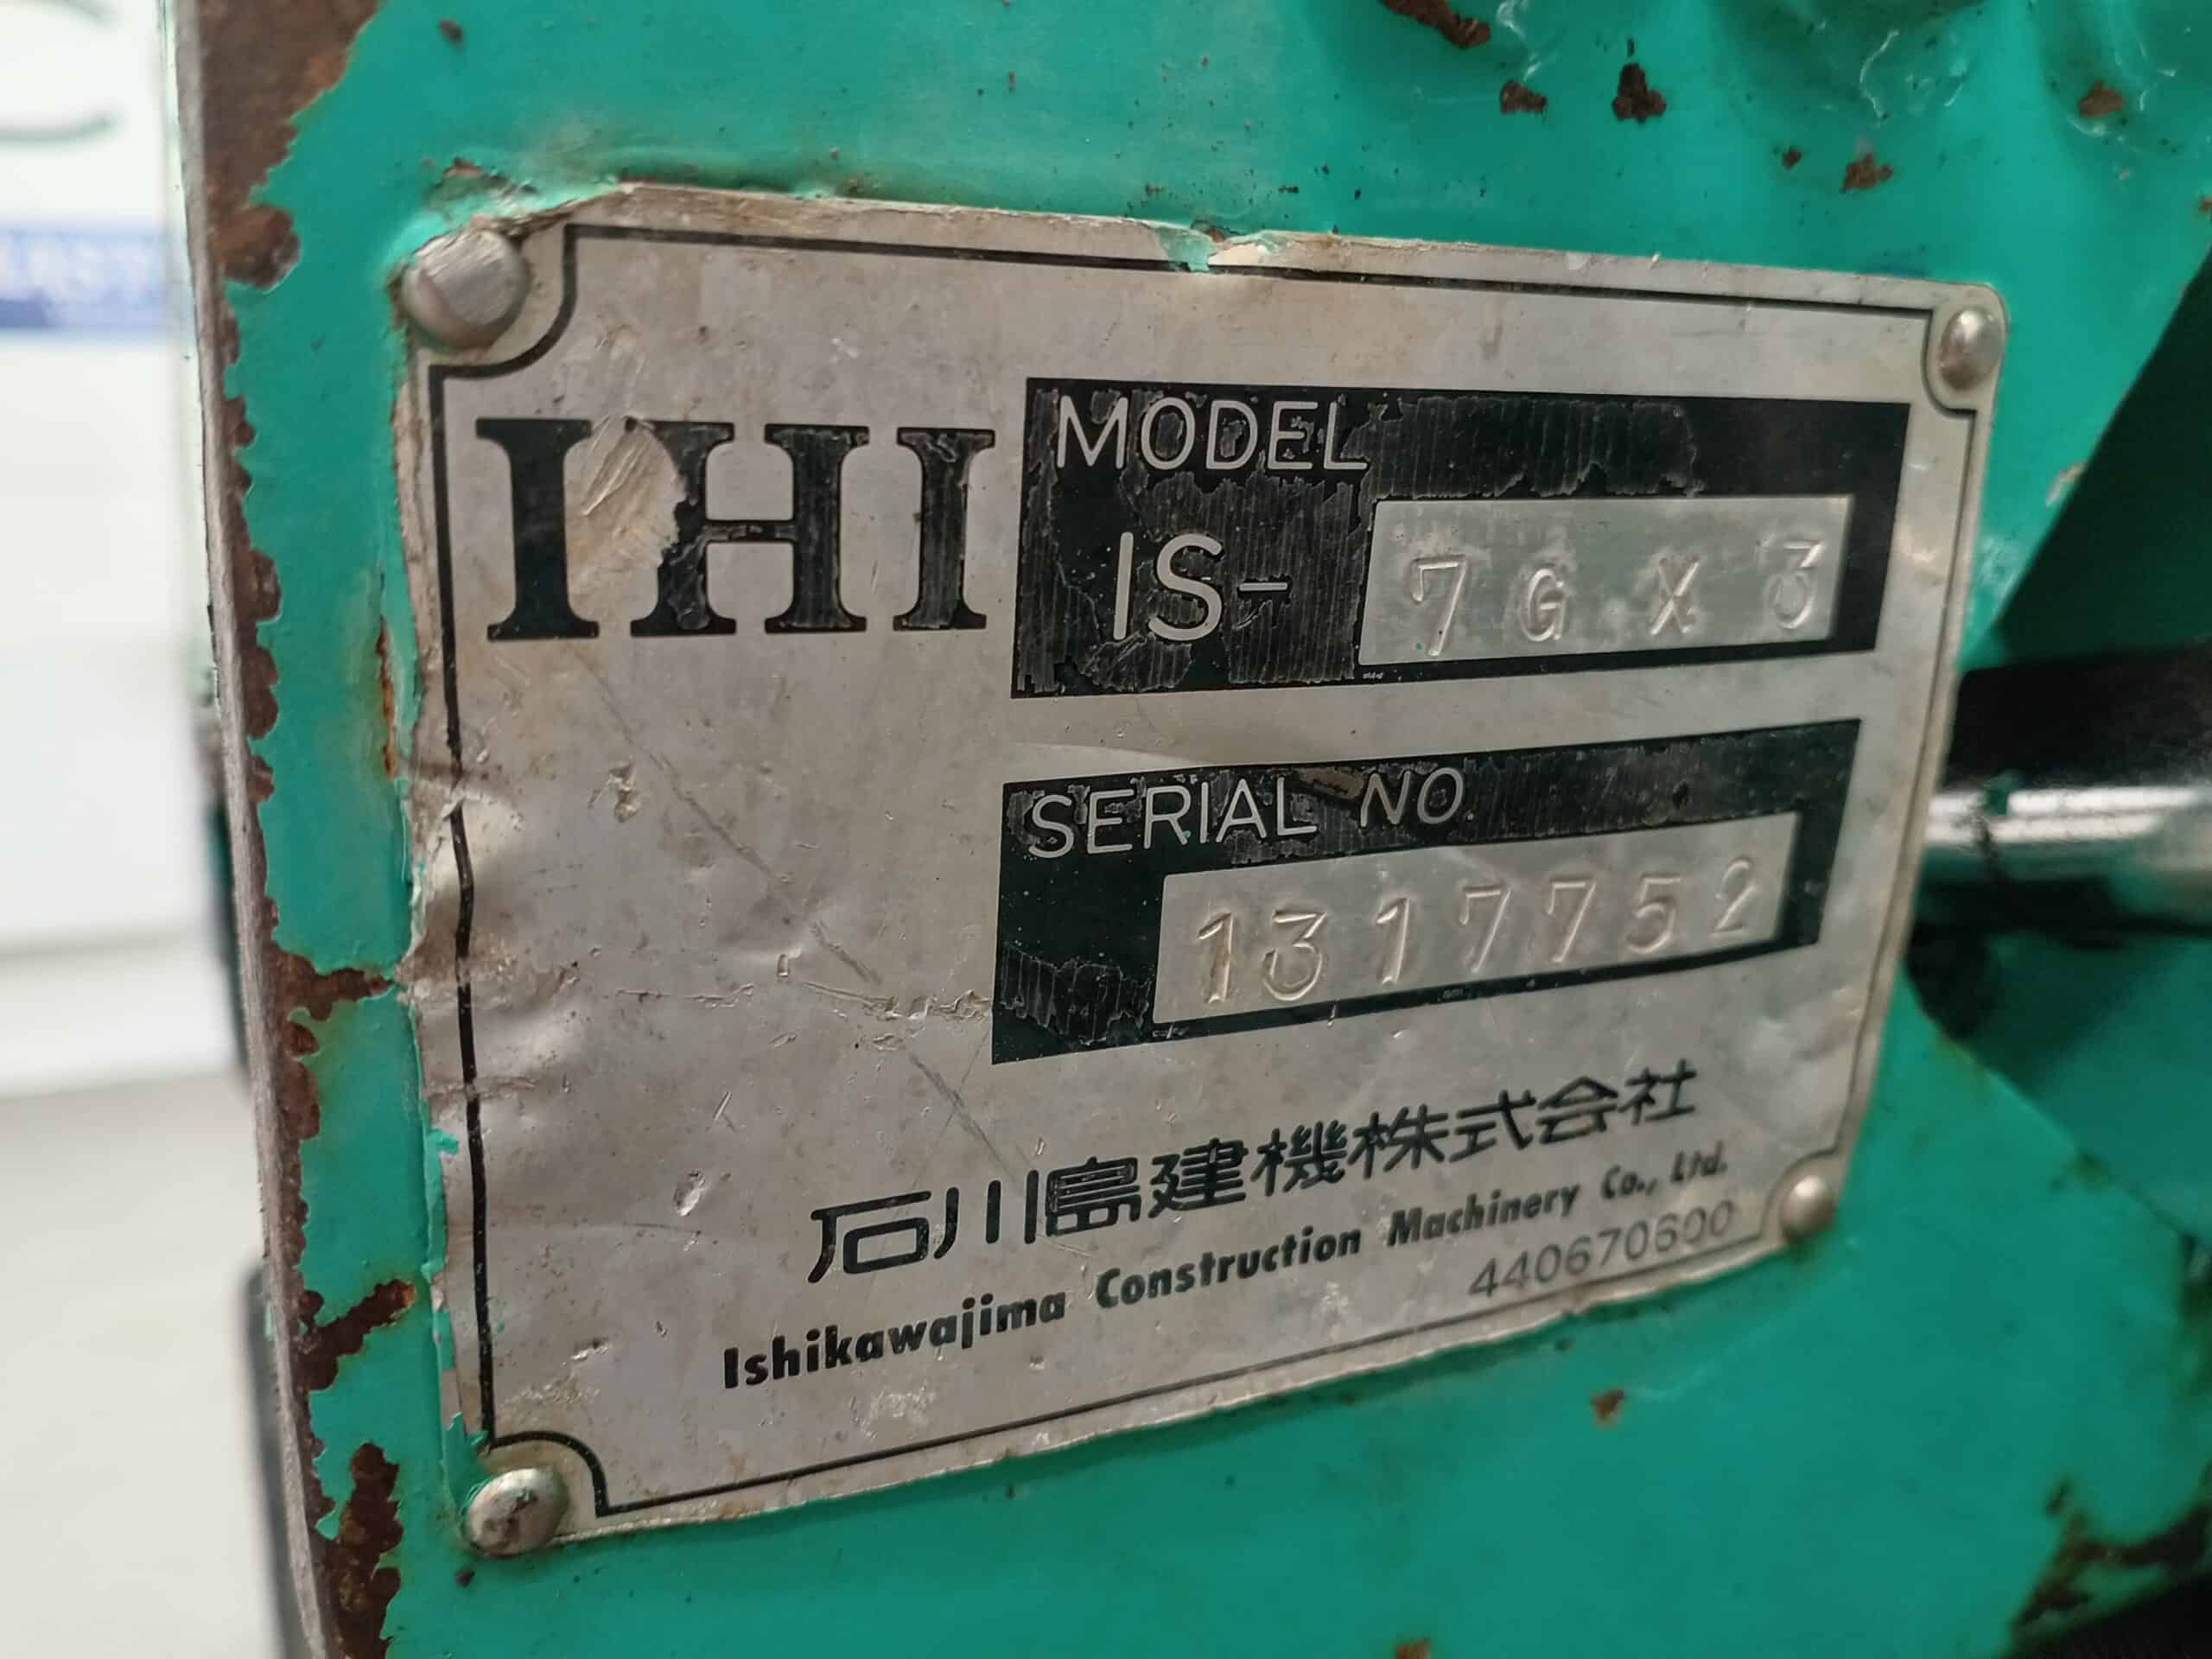 IHI
MODEL
IS-7GX3
SERIAL NO.
1317752
石川島建機株式会社
Ishikawajima Construction Machinery Co., Ltd.
440670600